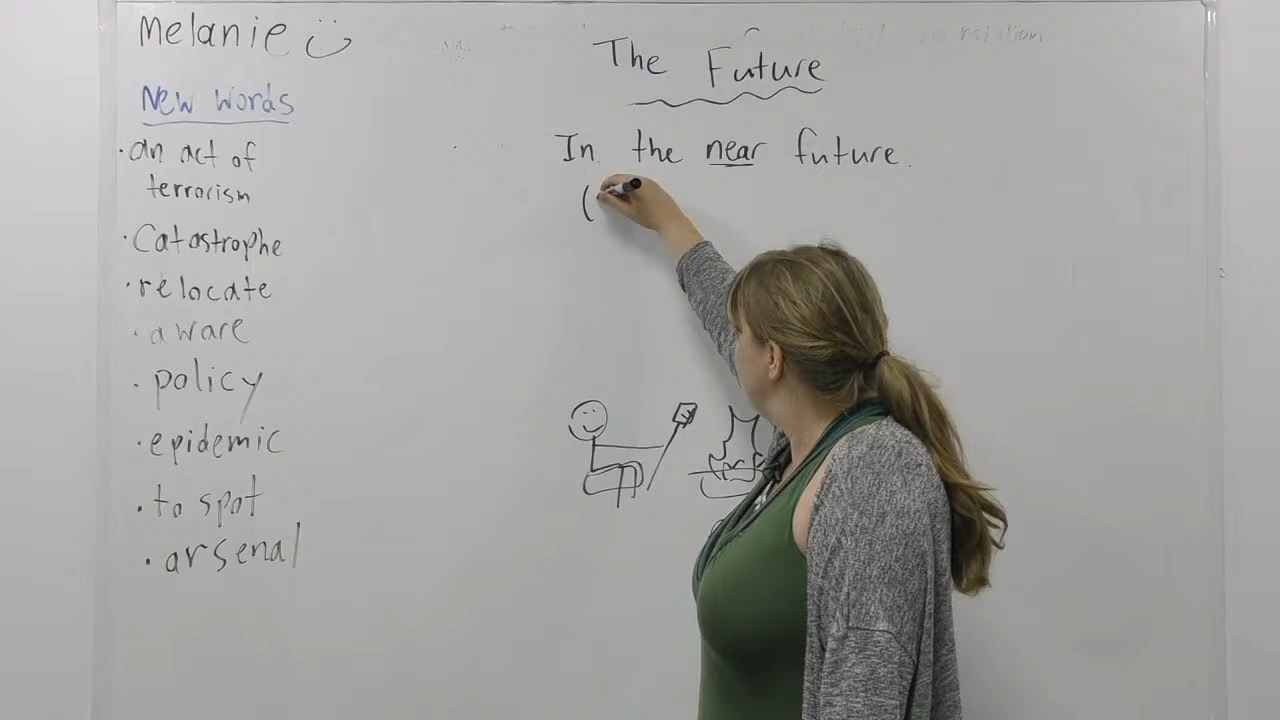 Melanie
New words
· an act of
terrorism
· Catastrophe
· relocate
· aware
· policy
· epidemic
· to spot
· arsenal
The Future
In the near future.
(